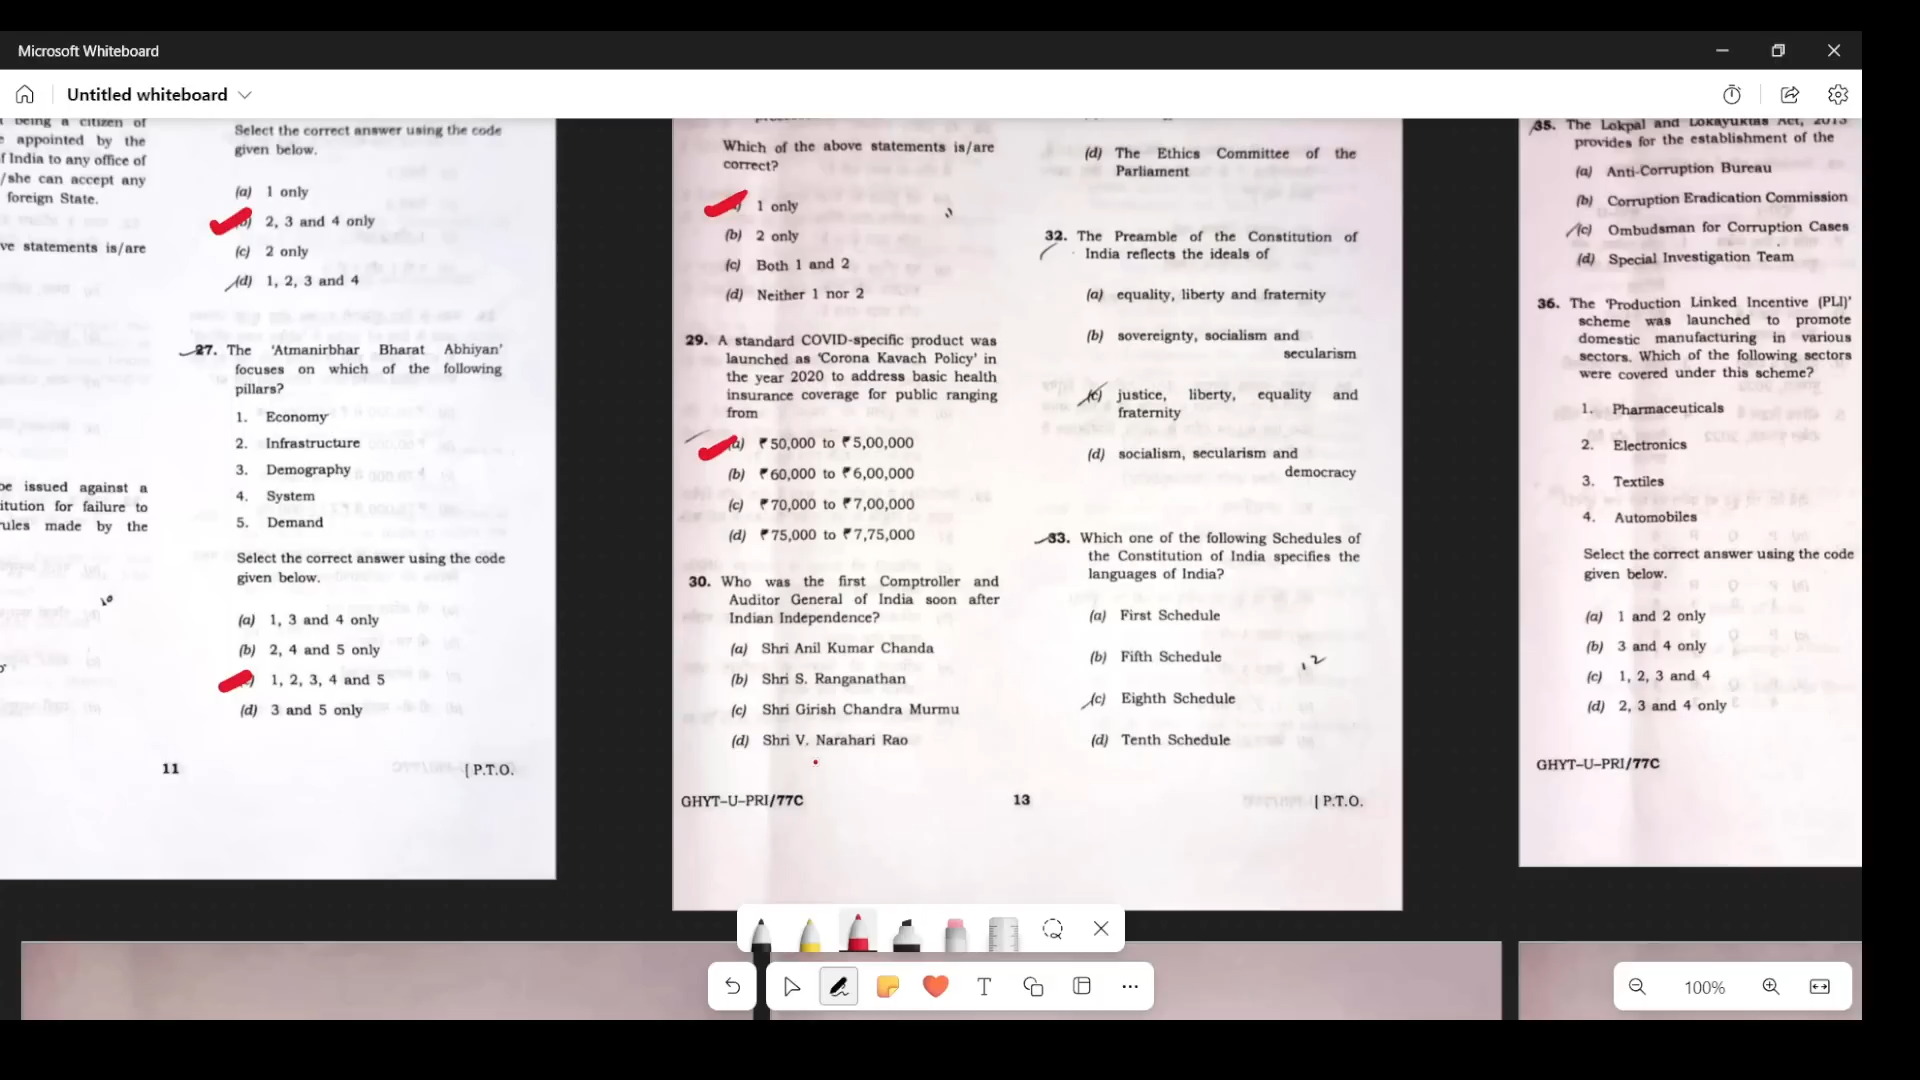 Microsoft Whiteboard
Untitled whiteboard
being a citizen of
appointed by the
f India to any office of
/she can accept any
foreign State.
ve statements is/are
be issued against a
itution for failure to
rules made by the
10
Select the correct answer using the code
given below.
(a) 1 only
2, 3 and 4 only
(c) 2 only
(d) 1, 2, 3 and 4
27. The 'Atmanirbhar Bharat Abhiyan'
focuses on which of the following
pillars?
1. Economy
2. Infrastructure
3. Demography
4. System
5. Demand
Select the correct answer using the code
given below.
(a) 1, 3 and 4 only
(b) 2, 4 and 5 only
1, 2, 3, 4 and 5
(d) 3 and 5 only
11
[ P.T.O.
Which of the above statements is/are
correct?
1 only
(b) 2 only
(c) Both 1 and 2
(d) Neither 1 nor 2
29. A standard COVID-specific product was
launched as 'Corona Kavach Policy' in
the year 2020 to address basic health
insurance coverage for public ranging
from
(a) ₹ 50,000 to ₹ 5,00,000
(b) ₹ 60,000 to ₹ 6,00,000
(c) ₹ 70,000 to ₹ 7,00,000
(d) ₹ 75,000 to ₹ 7,75,000
30. Who was the first Comptroller and
Auditor General of India soon after
Indian Independence?
(a) Shri Anil Kumar Chanda
(b) Shri S. Ranganathan
(c) Shri Girish Chandra Murmu
(d) Shri V. Narahari Rao
GHYT–U–PRI/77C
13
(d) The Ethics Committee of the
Parliament
32. The Preamble of the Constitution of
India reflects the ideals of
(a) equality, liberty and fraternity
(b) sovereignty, socialism and
secularism
(c) justice, liberty, equality and
fraternity
(d) socialism, secularism and
democracy
33. Which one of the following Schedules of
the Constitution of India specifies the
languages of India?
(a) First Schedule
(b) Fifth Schedule
12
(c) Eighth Schedule
(d) Tenth Schedule
[ P.T.O.
35. The Lokpal and Lokayuktas Act, 2013
provides for the establishment of the
(a) Anti-Corruption Bureau
(b) Corruption Eradication Commission
(c) Ombudsman for Corruption Cases
(d) Special Investigation Team
36. The 'Production Linked Incentive (PLI)'
scheme was launched to promote
domestic manufacturing in various
sectors. Which of the following sectors
were covered under this scheme?
1. Pharmaceuticals
2. Electronics
3. Textiles
4. Automobiles
Select the correct answer using the code
given below.
(a) 1 and 2 only
(b) 3 and 4 only
(c) 1, 2, 3 and 4
(d) 2, 3 and 4 only
GHYT–U–PRI/77C
100%